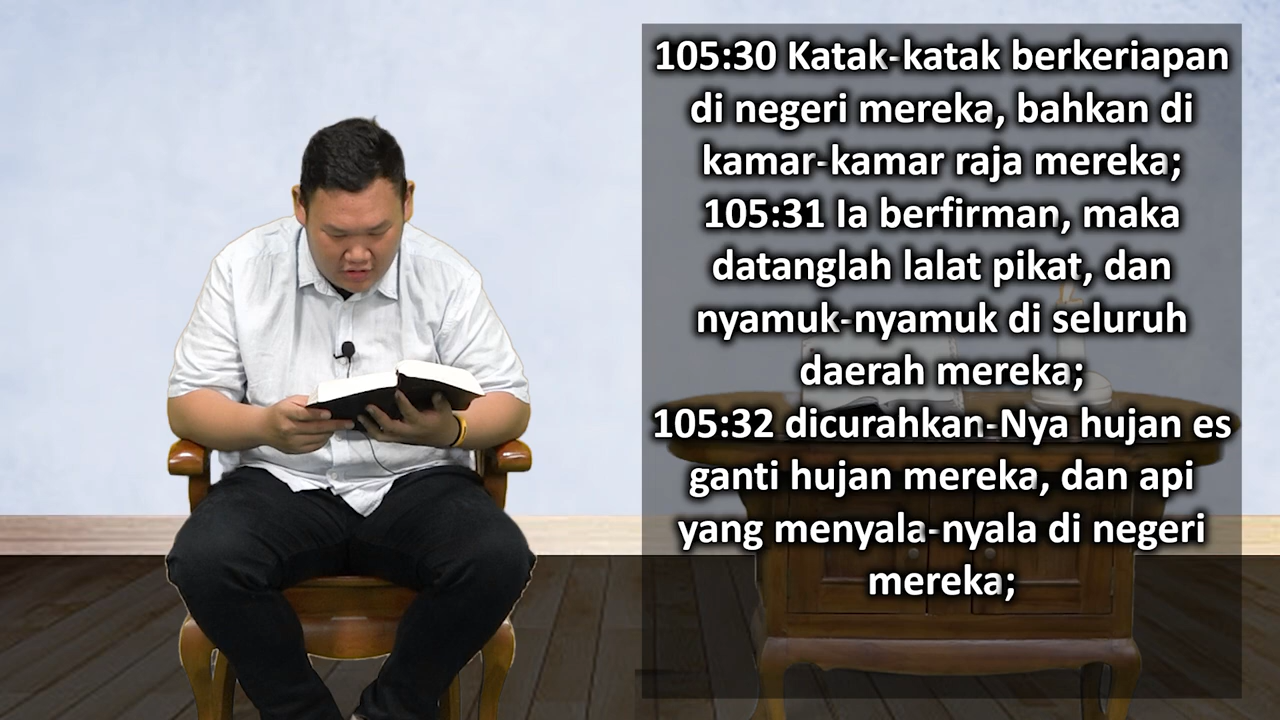 105:30 Katak-katak berkeriapan
di negeri mereka, bahkan di
kamar-kamar raja mereka;
105:31 Ia berfirman, maka
datanglah lalat pikat, dan
nyamuk-nyamuk di seluruh
daerah mereka;
105:32 dicurahkan-Nya hujan es
ganti hujan mereka, dan api
yang menyala-nyala di negeri
mereka;